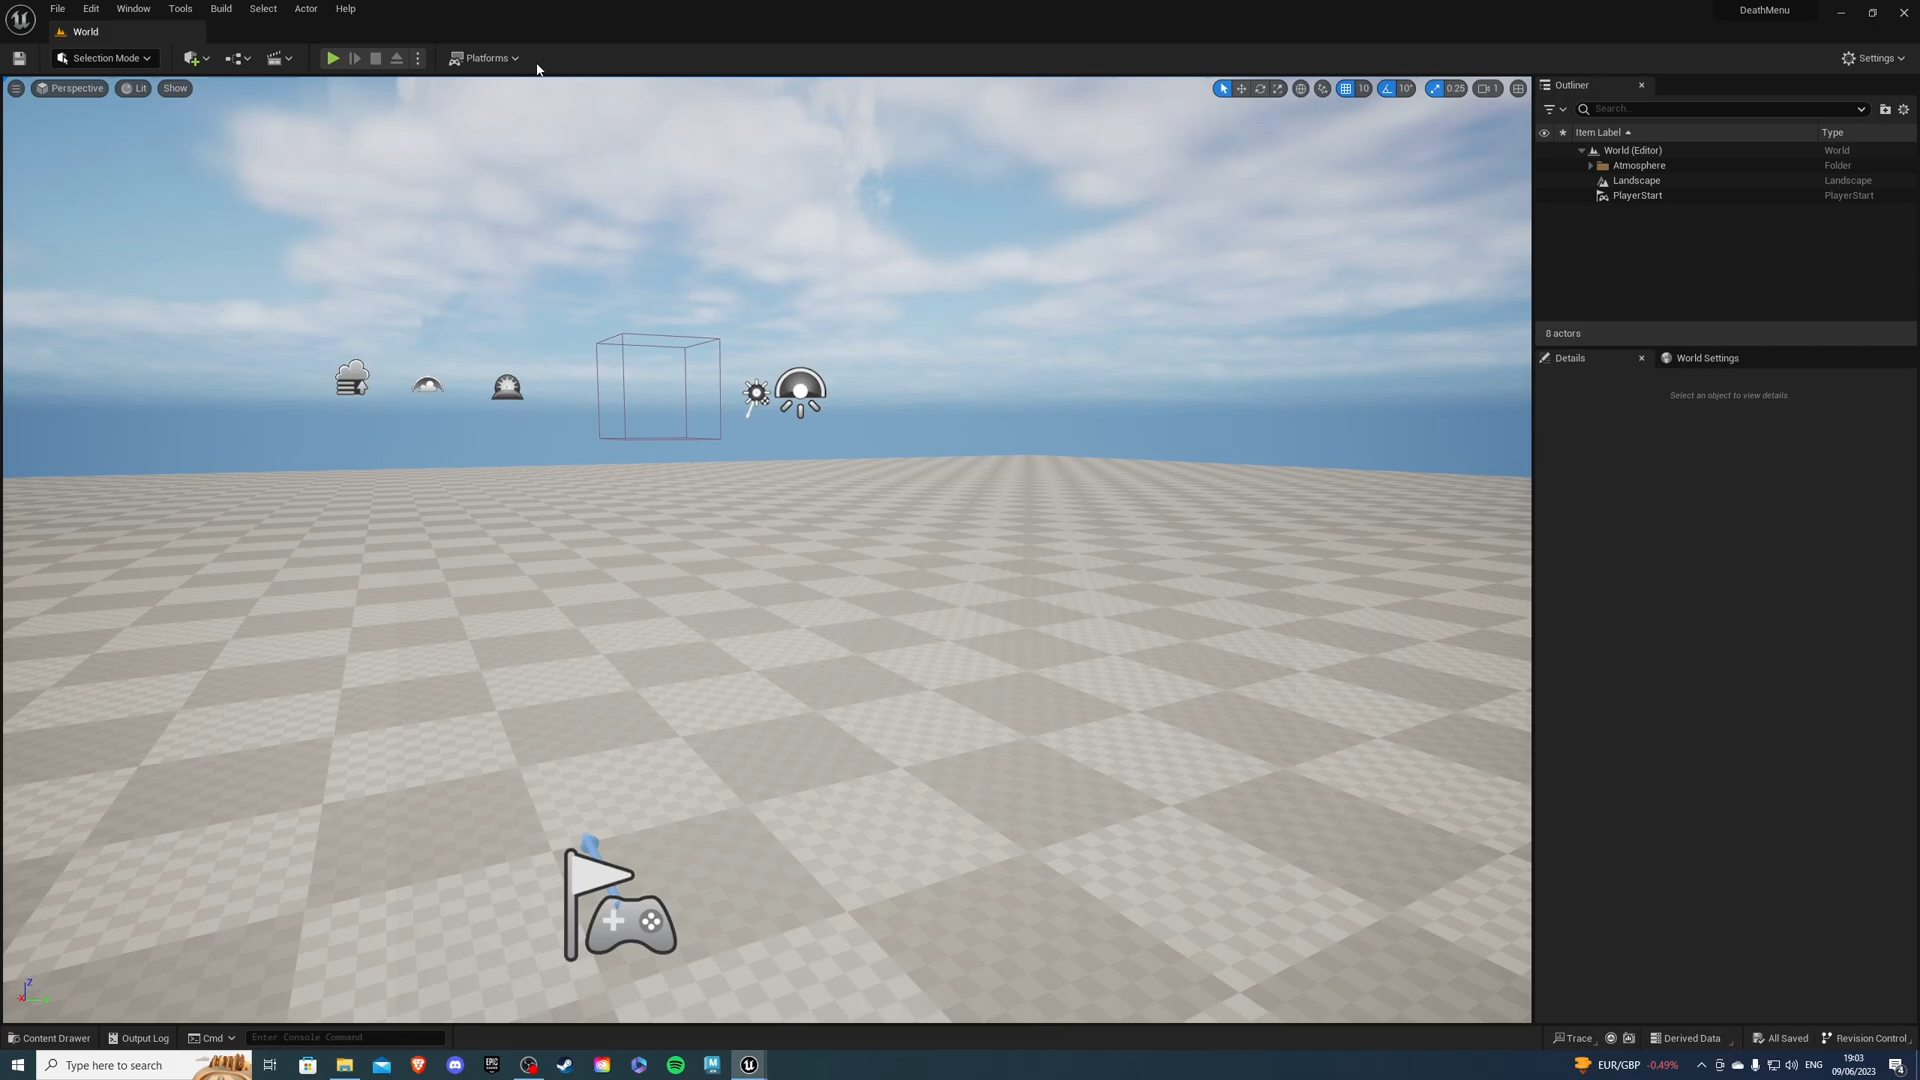 File Edit Window Tools Build Select Actor Help
DeathMenu
World
Selection Mode
Platforms
Settings
Perspective Lit Show
10 10° 0.25 1
Outliner
Search...
Item Label Type
World (Editor) World
Atmosphere Folder
Landscape Landscape
PlayerStart PlayerStart
8 actors
Details World Settings
Select an object to view details.
Z
Content Drawer Output Log Cmd Enter Console Command
Trace Derived Data All Saved Revision Control
Type here to search
EUR/GBP -0.49%
ENG
19:03
09/06/2023
4